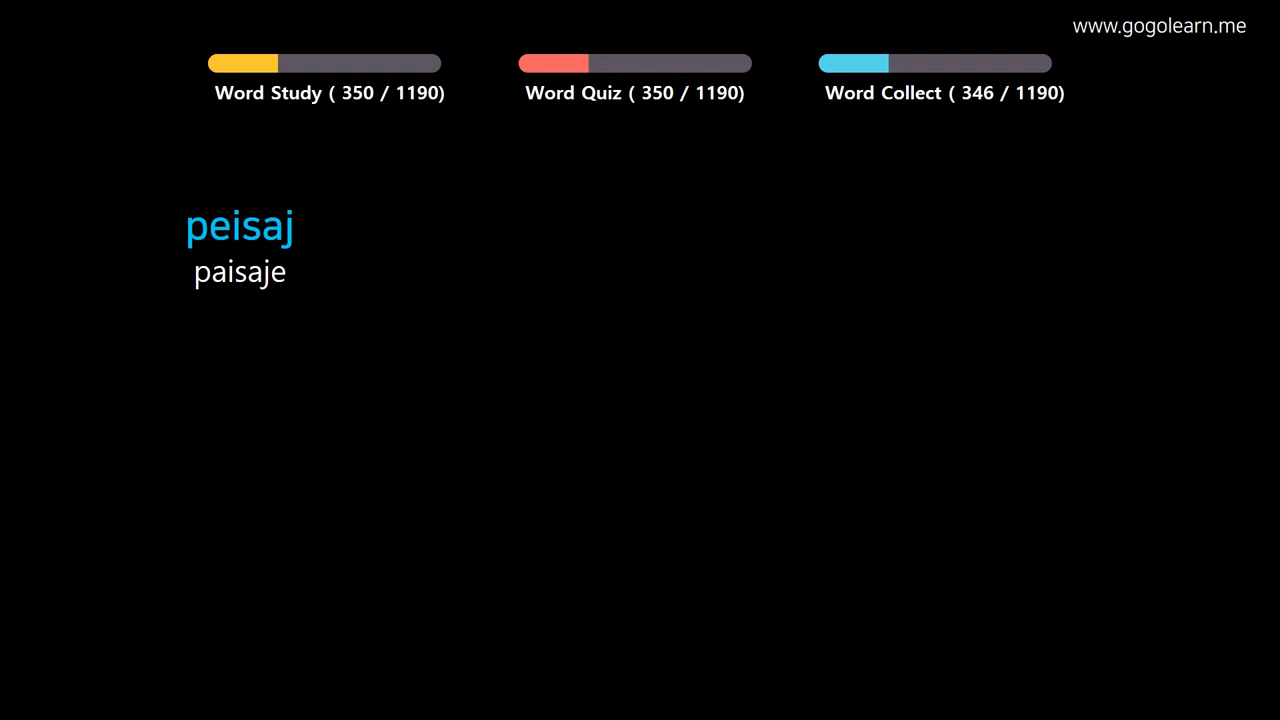 www.gogolearn.me
Word Study ( 350 / 1190)
Word Quiz ( 350 / 1190)
Word Collect ( 346 / 1190)
peisaj
paisaje